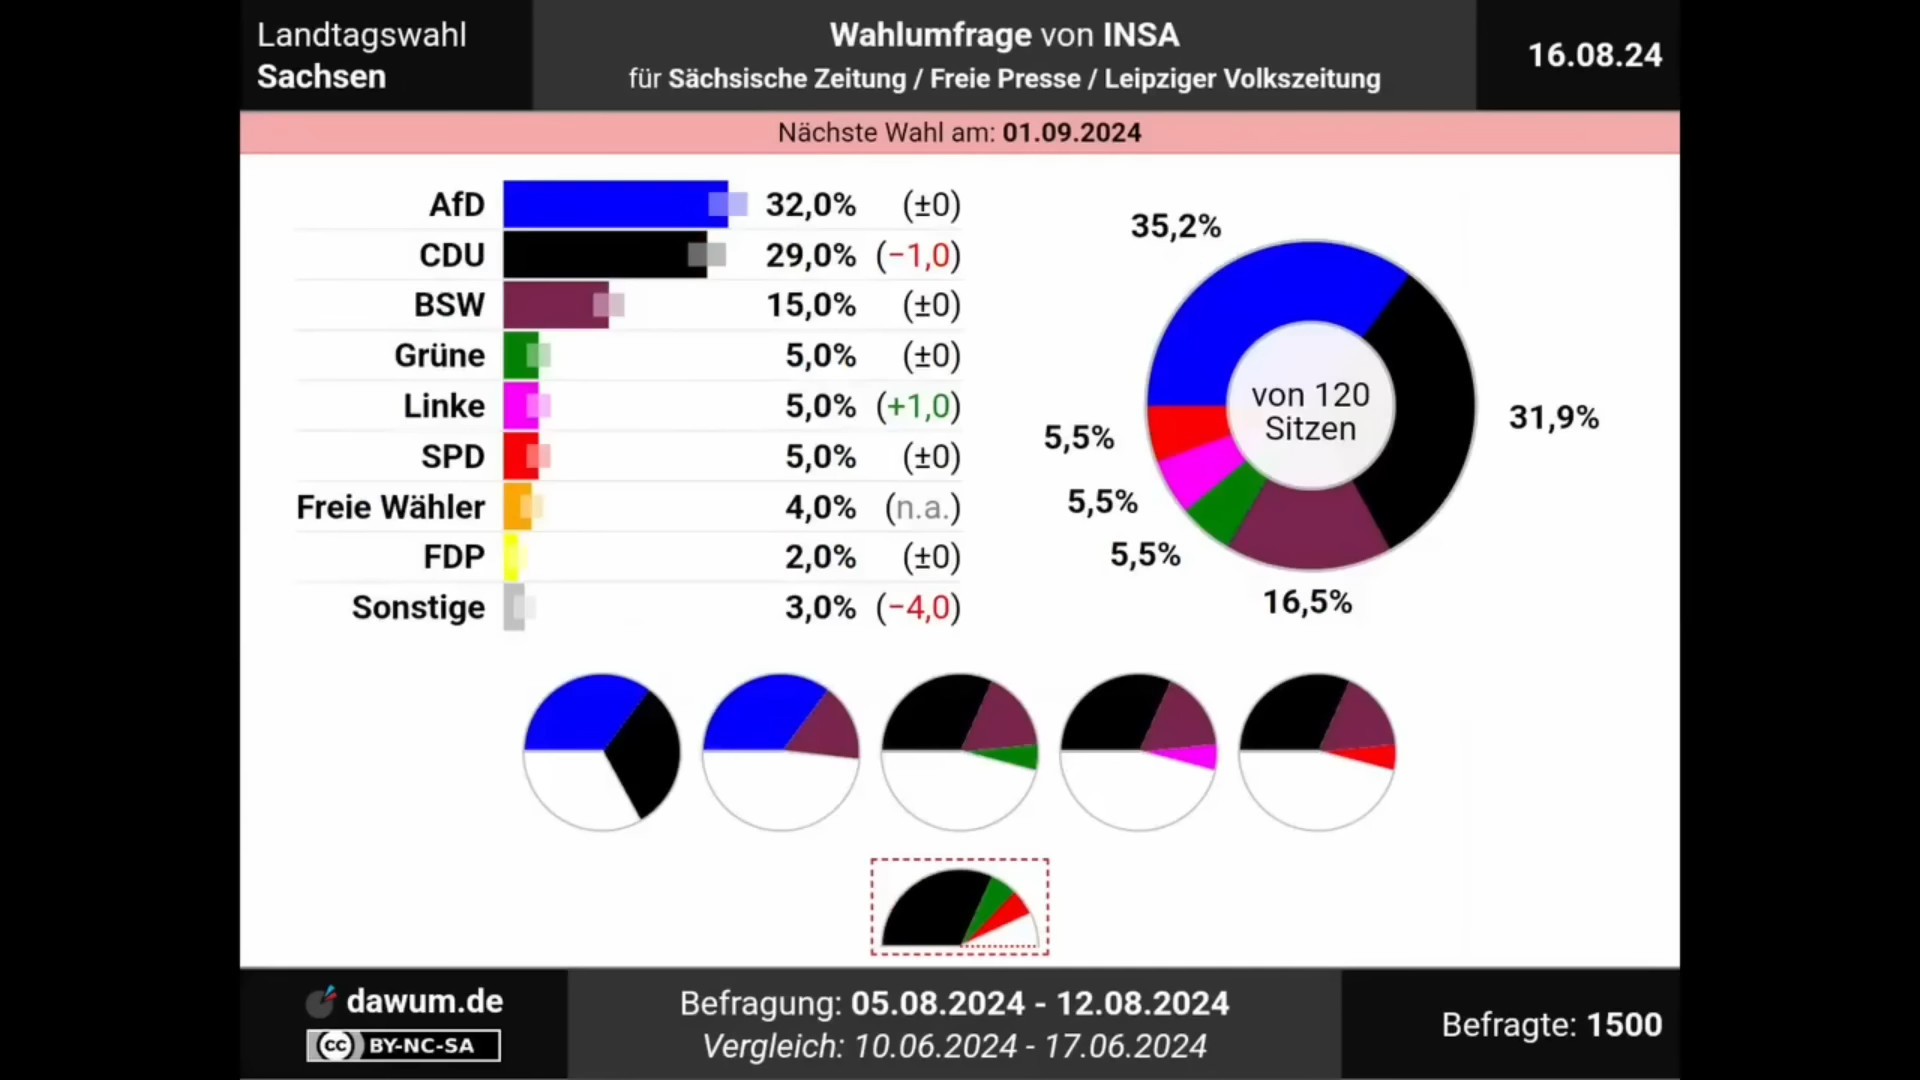 Landtagswahl
Sachsen
Wahlumfrage von INSA
für Sächsische Zeitung / Freie Presse / Leipziger Volkszeitung
16.08.24
Nächste Wahl am: 01.09.2024
AfD 32,0% (±0)
CDU 29,0% (−1,0)
BSW 15,0% (±0)
Grüne 5,0% (±0)
Linke 5,0% (+1,0)
SPD 5,0% (±0)
Freie Wähler 4,0% (n.a.)
FDP 2,0% (±0)
Sonstige 3,0% (−4,0)
35,2%
31,9%
von 120
Sitzen
5,5%
5,5%
5,5%
16,5%
dawum.de
cc BY-NC-SA
Befragung: 05.08.2024 - 12.08.2024
Vergleich: 10.06.2024 - 17.06.2024
Befragte: 1500